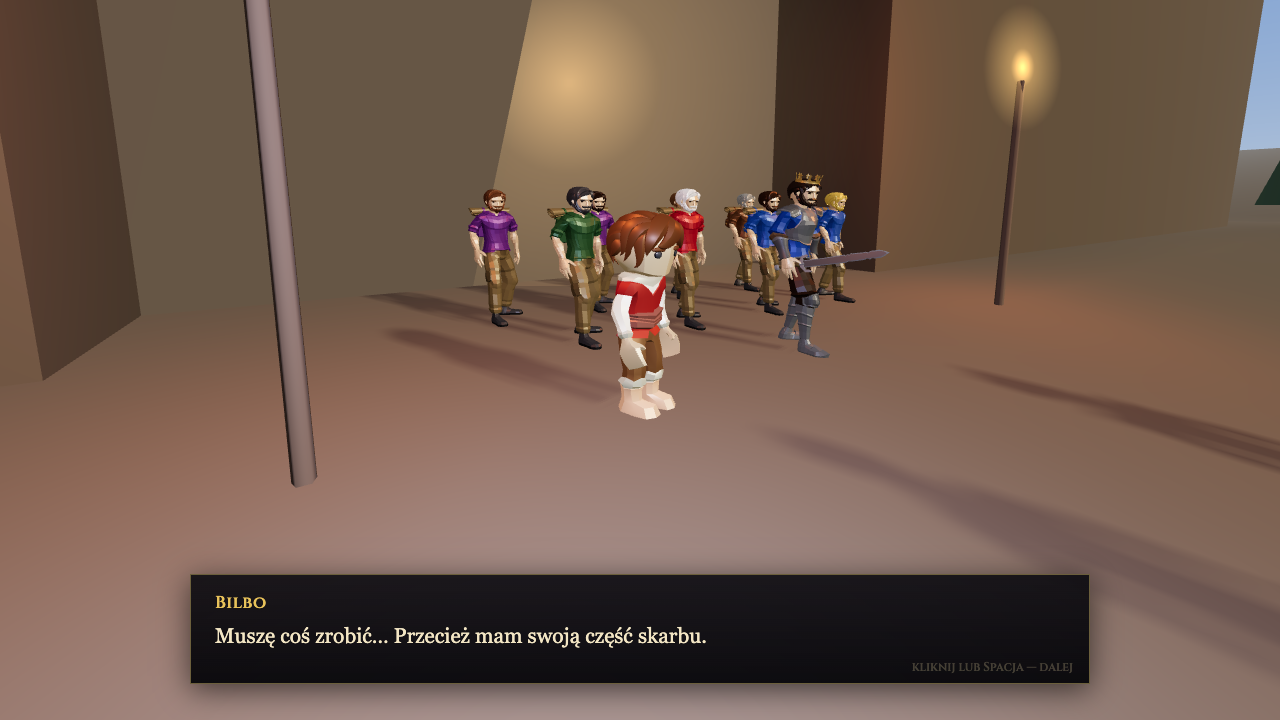 Bilbo
Muszę coś zrobić... Przecież mam swoją część skarbu.
kliknij lub Spacja — dalej